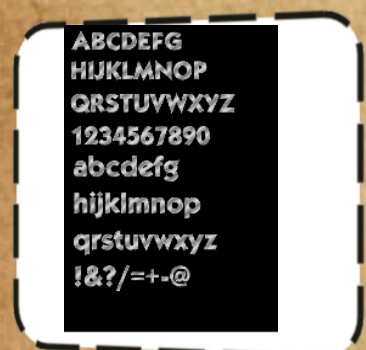 ABCDEFG
HIJKLMNOP
QRSTUVWXYZ
1234567890
abcdefg
hijklmnop
qrstuvwxyz
!&?/=+-@